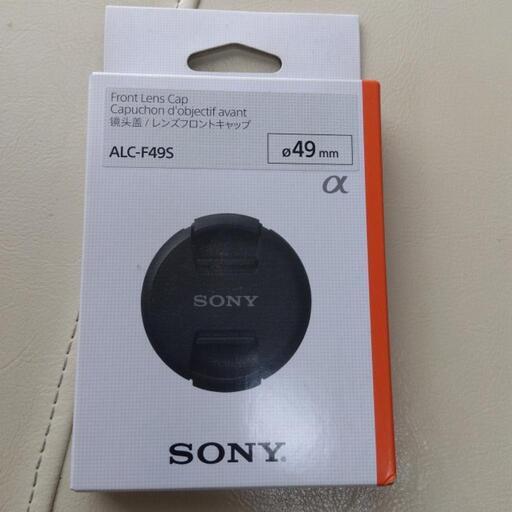 Front Lens Cap
Capuchon d'objectif avant
镜头盖 / レンズフロントキャップ
ALC-F49S
ø49 mm
α
SONY
SONY.